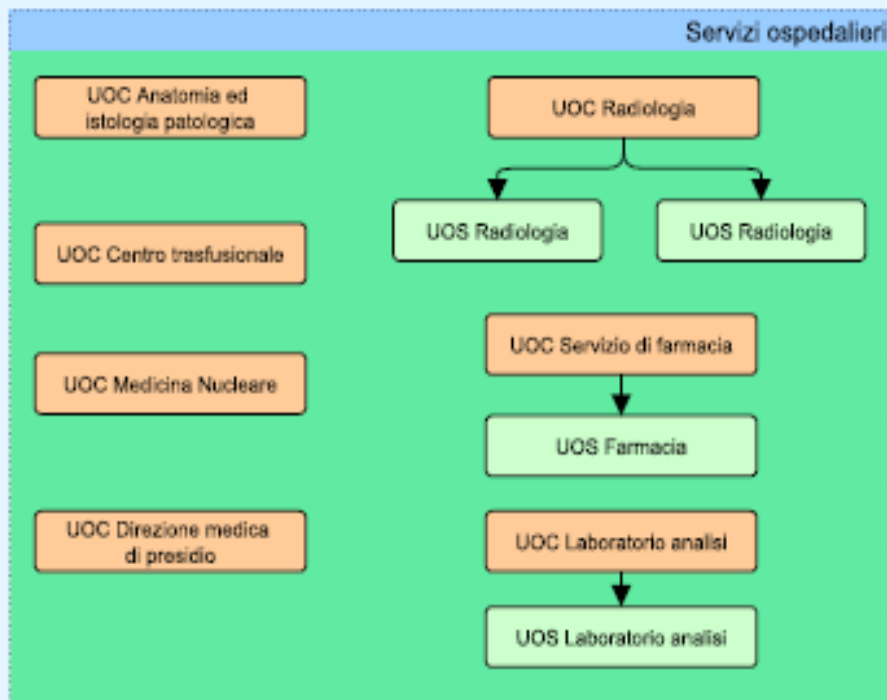 Servizi ospedalieri
UOC Anatomia ed
istologia patologica
UOC Radiologia
UOS Radiologia
UOS Radiologia
UOC Centro trasfusionale
UOC Servizio di farmacia
UOC Medicina Nucleare
UOS Farmacia
UOC Direzione medica
di presidio
UOC Laboratorio analisi
UOS Laboratorio analisi